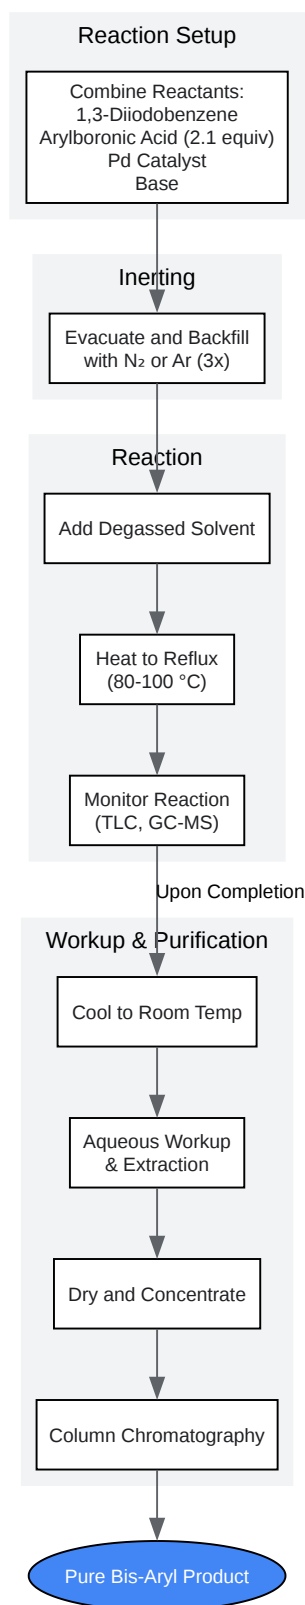 Reaction Setup
Combine Reactants:
1,3-Diiodobenzene
Arylboronic Acid (2.1 equiv)
Pd Catalyst
Base
Inerting
Evacuate and Backfill
with N₂ or Ar (3x)
Reaction
Add Degassed Solvent
Heat to Reflux
(80-100 °C)
Monitor Reaction
(TLC, GC-MS)
Upon Completion
Workup & Purification
Cool to Room Temp
Aqueous Workup
& Extraction
Dry and Concentrate
Column Chromatography
Pure Bis-Aryl Product